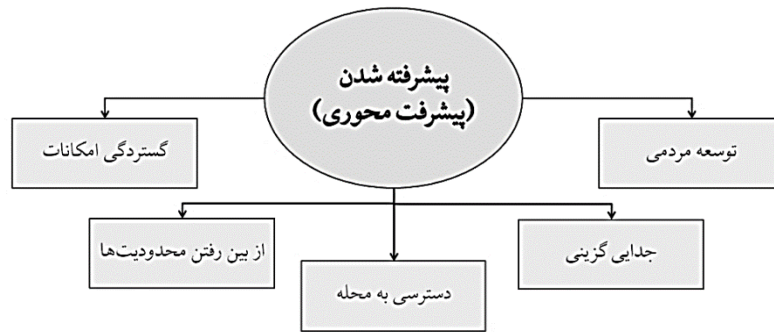 پیشرفته شدن
(پیشرفت محوری)
توسعه مردمی
گستردگی امکانات
جدایی گزینی
از بین رفتن محدودیت‌ها
دسترسی به محله